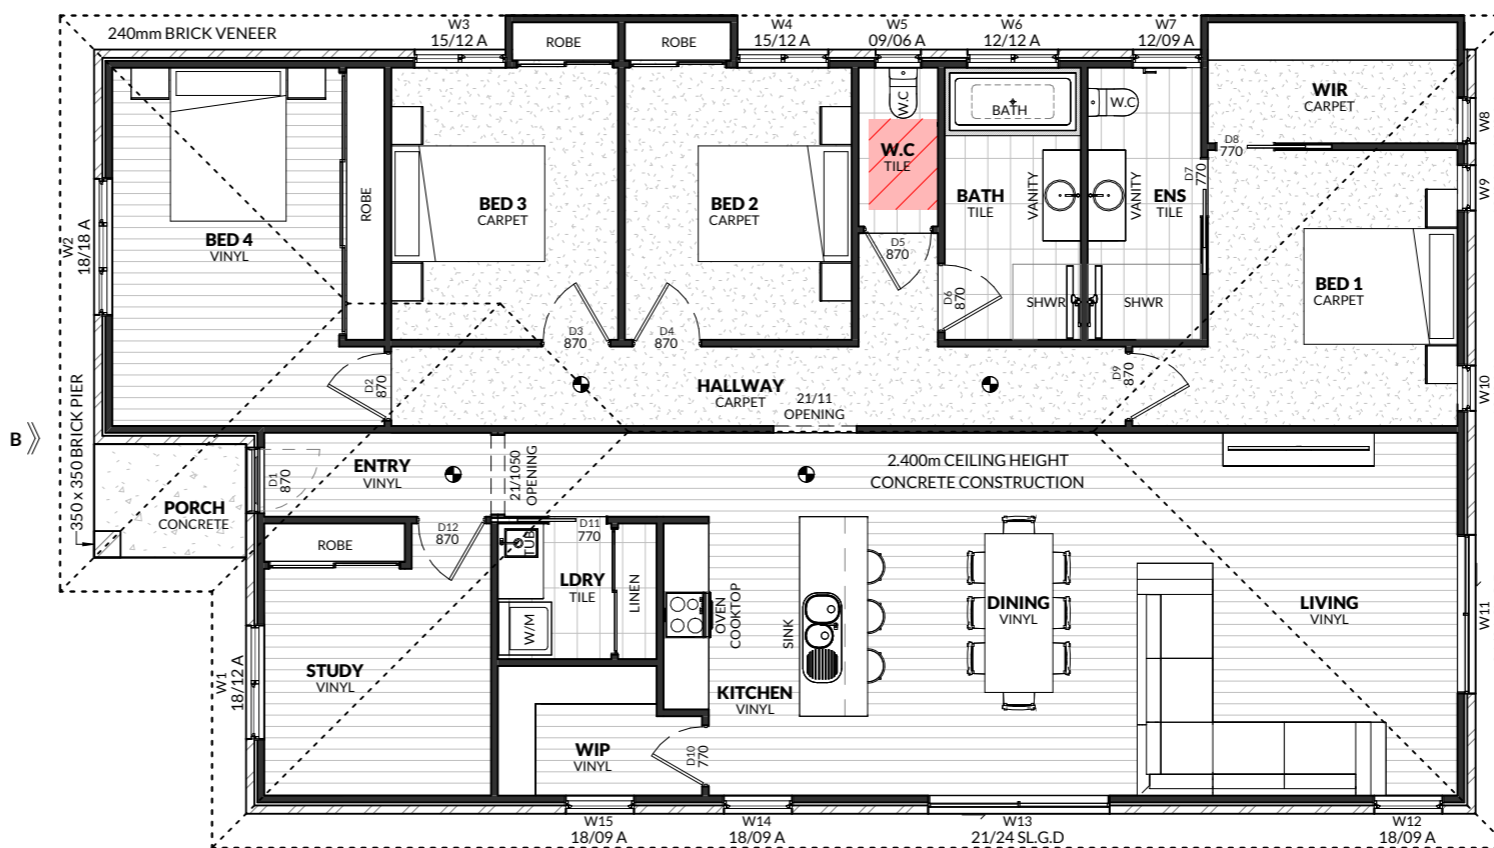 240mm BRICK VENEER
W3
15/12 A
W4
15/12 A
W5
09/06 A
W6
12/12 A
W7
12/09 A
ROBE
ROBE
W.C
BATH
W.C
WIR
CARPET
W8
D8
770
W.C
TILE
D7
770
W9
ROBE
BED 3
CARPET
BED 2
CARPET
BATH
TILE
VANITY
VANITY
ENS
TILE
W2
18/18 A
BED 4
VINYL
D5
870
D6
870
SHWR
SHWR
BED 1
CARPET
D3
870
D4
870
D2
870
HALLWAY
CARPET
D9
870
W10
21/11
OPENING
B
350 x 350 BRICK PIER
D1
870
ENTRY
VINYL
21/1050
OPENING
2.400m CEILING HEIGHT
CONCRETE CONSTRUCTION
PORCH
CONCRETE
D12
870
D11
770
ROBE
TUB
LDRY
TILE
LINEN
W/M
OVEN
COOKTOP
SINK
DINING
VINYL
LIVING
VINYL
W11
STUDY
VINYL
W1
18/12 A
KITCHEN
VINYL
WIP
VINYL
D10
770
W15
18/09 A
W14
18/09 A
W13
21/24 SL.G.D
W12
18/09 A